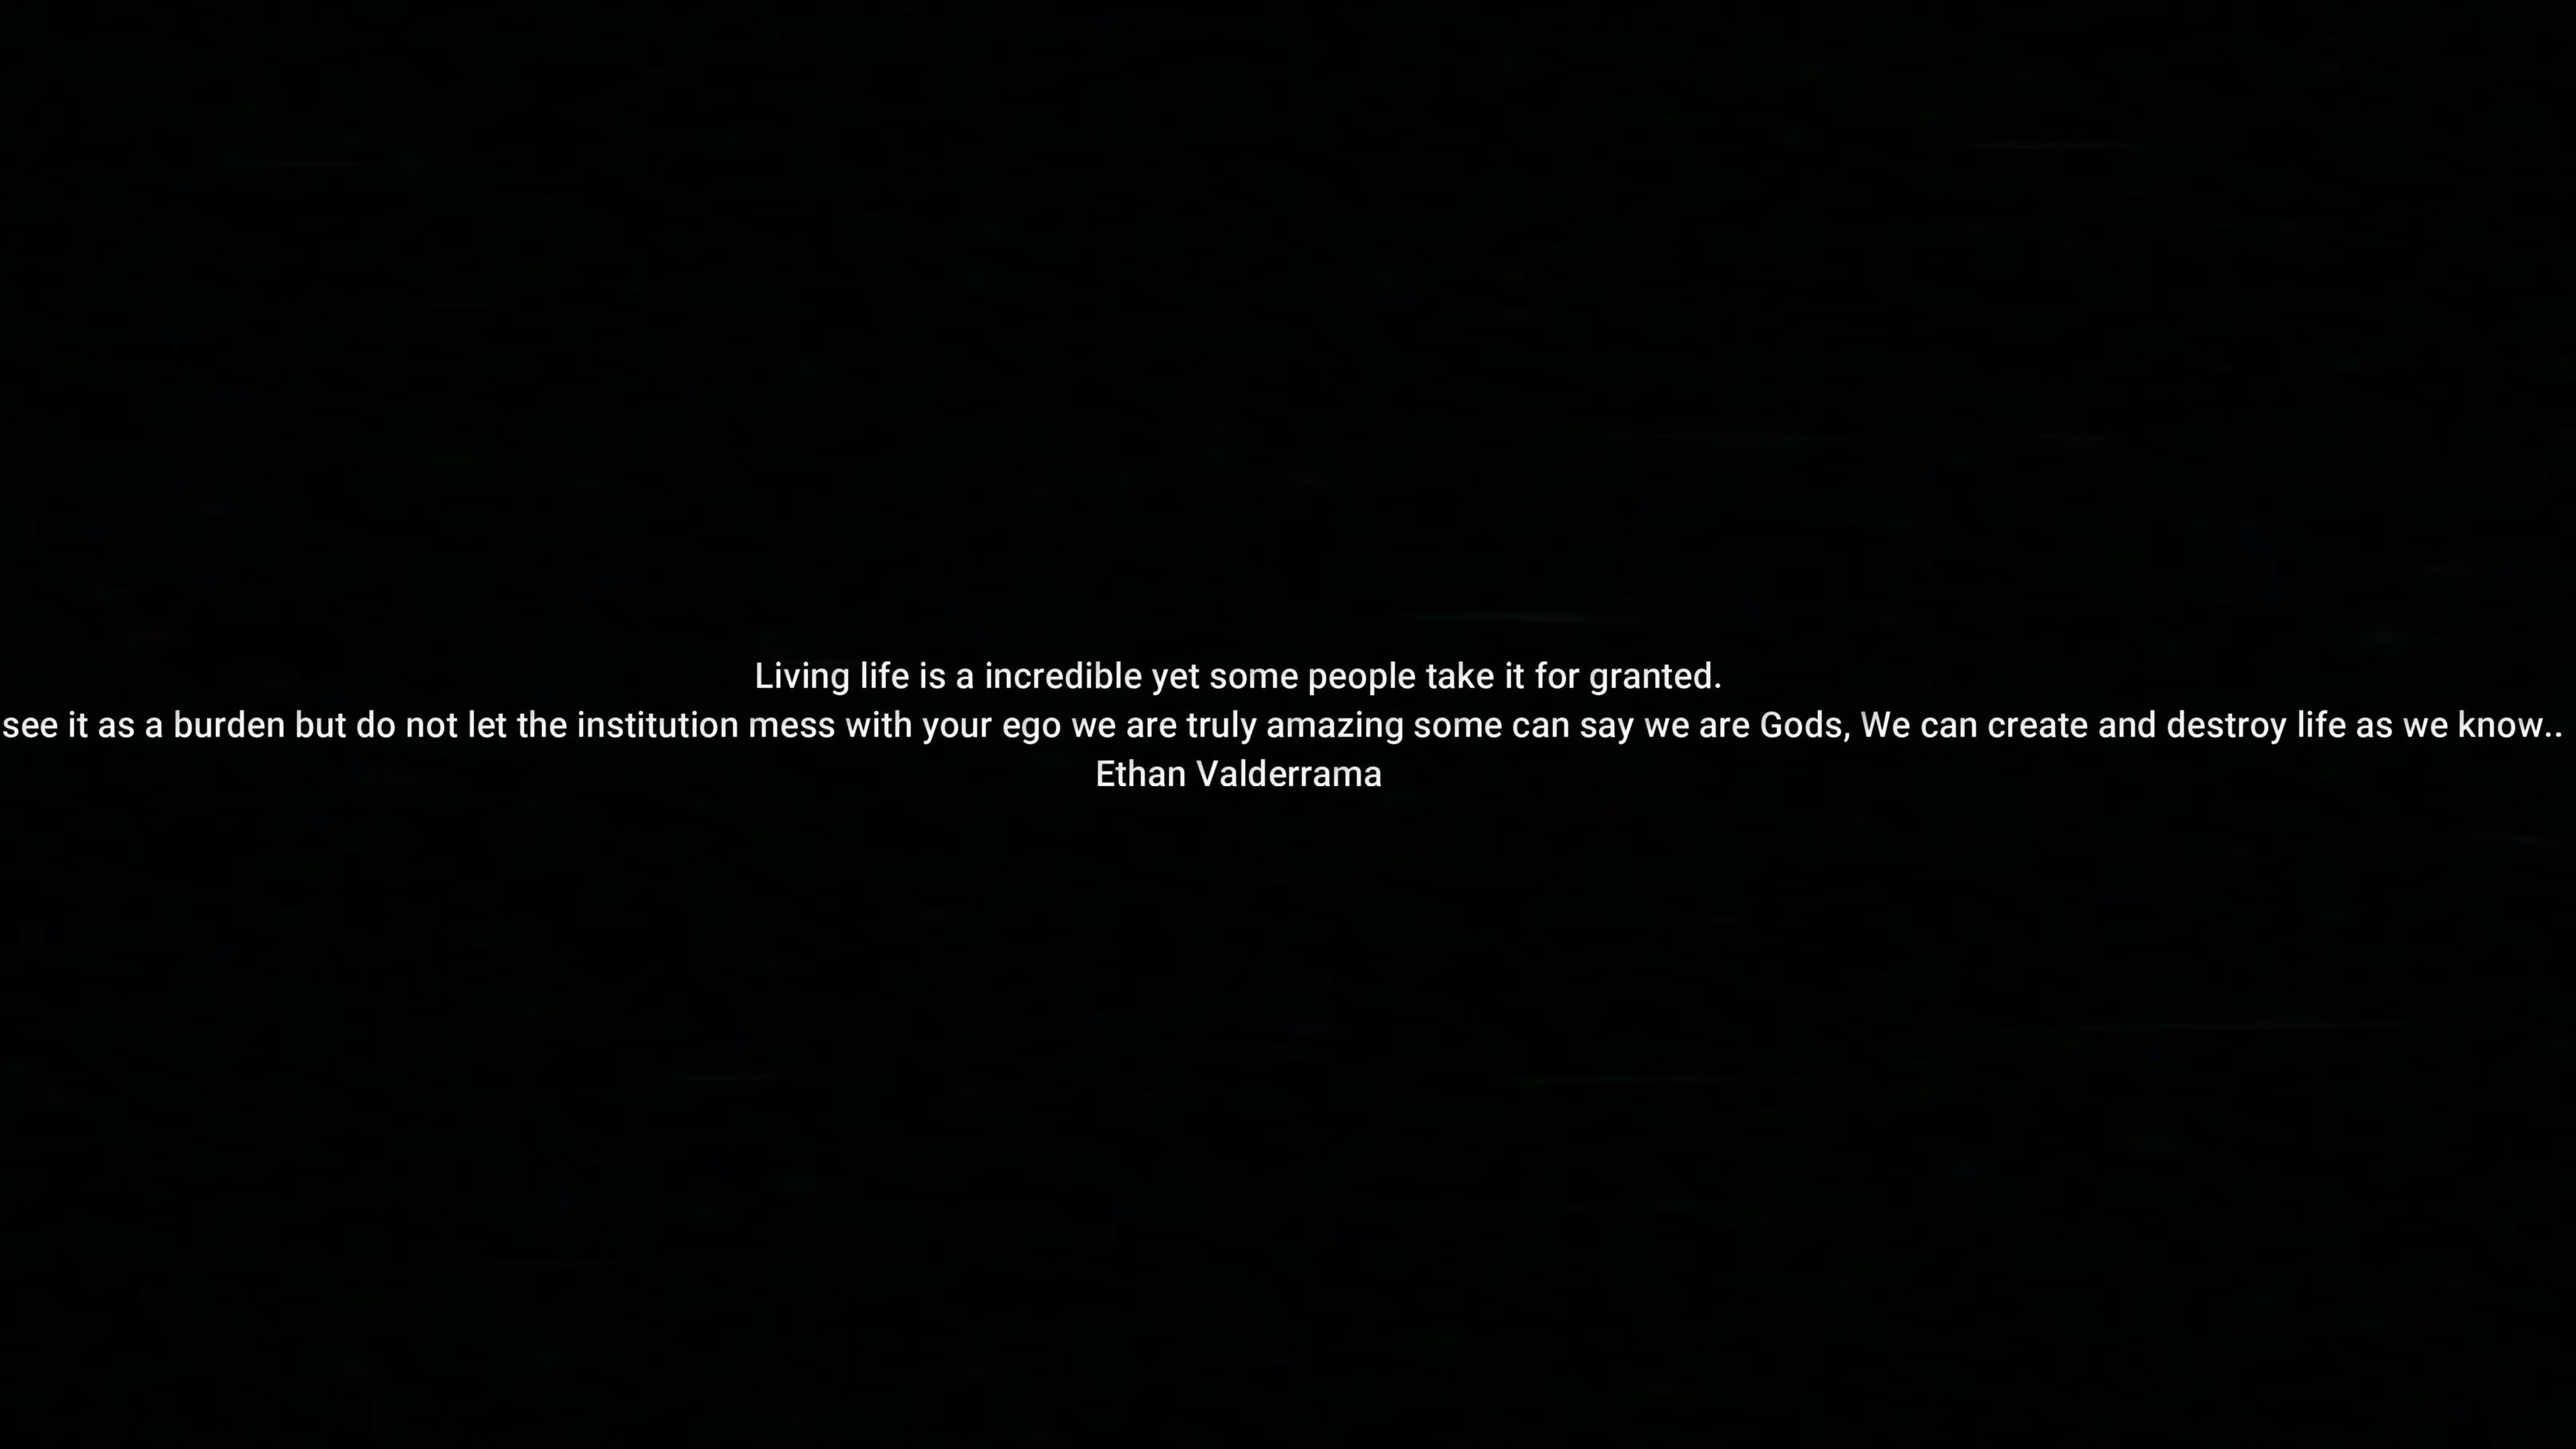 Living life is a incredible yet some people take it for granted.
see it as a burden but do not let the institution mess with your ego we are truly amazing some can say we are Gods, We can create and destroy life as we know..
Ethan Valderrama